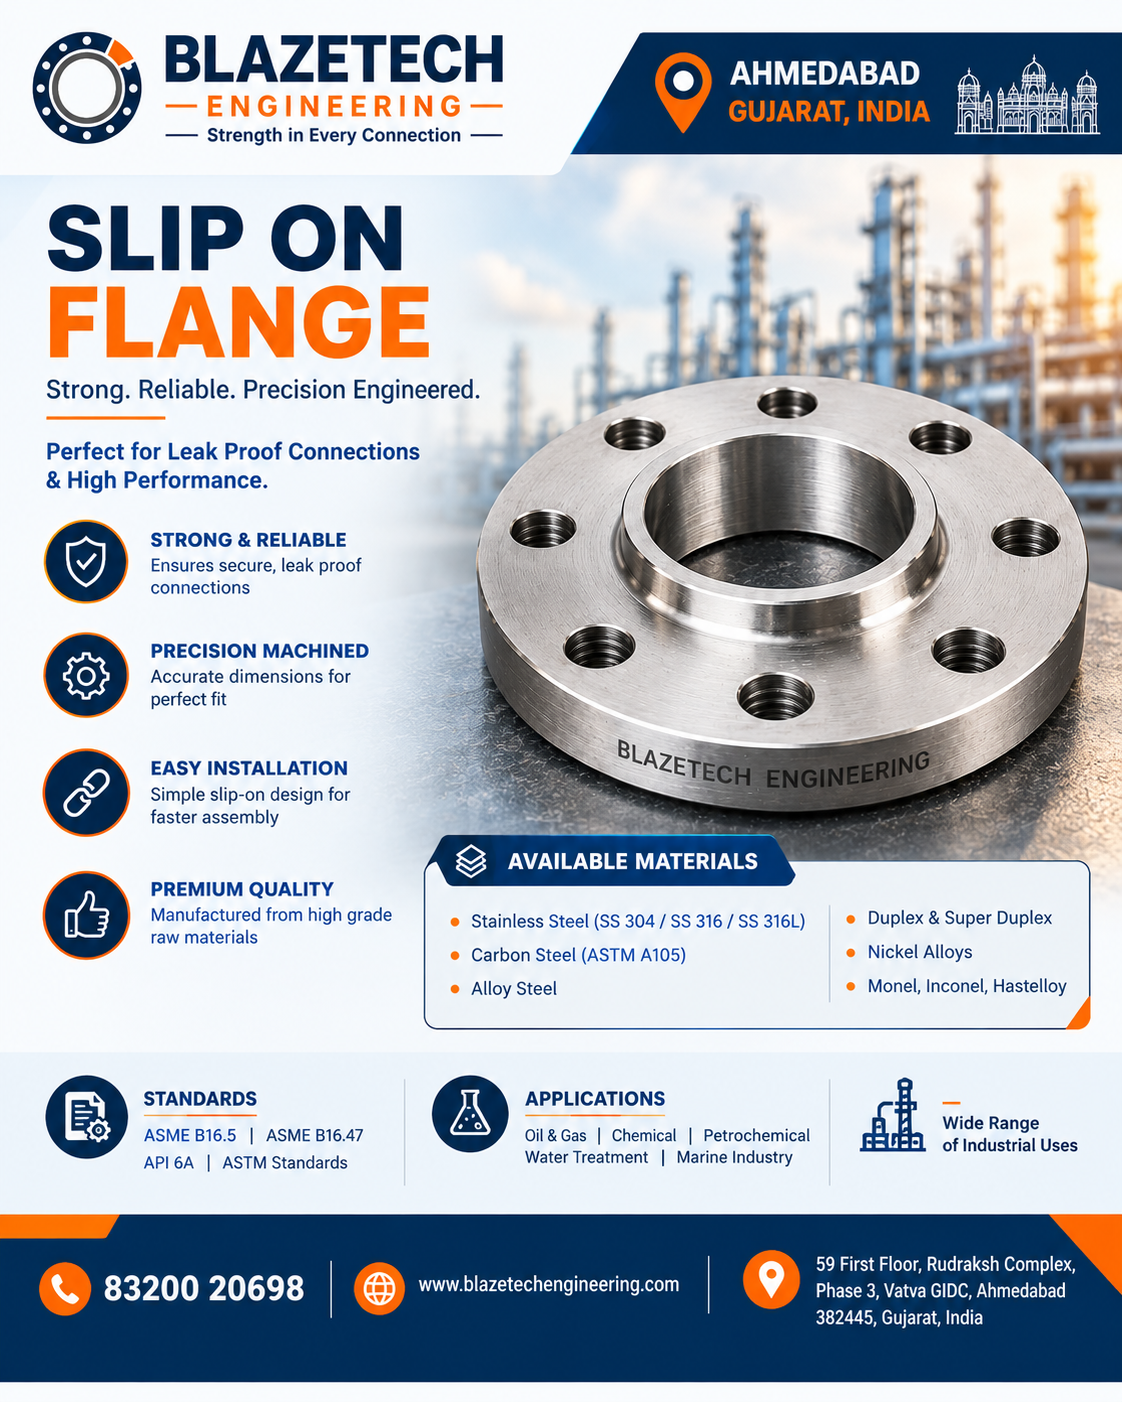 BLAZETECH
ENGINEERING
Strength in Every Connection
AHMEDABAD
GUJARAT, INDIA
SLIP ON
FLANGE
Strong. Reliable. Precision Engineered.
Perfect for Leak Proof Connections
& High Performance.
STRONG & RELIABLE
Ensures secure, leak proof
connections
PRECISION MACHINED
Accurate dimensions for
perfect fit
EASY INSTALLATION
Simple slip-on design for
faster assembly
PREMIUM QUALITY
Manufactured from high grade
raw materials
BLAZETECH ENGINEERING
AVAILABLE MATERIALS
• Stainless Steel (SS 304 / SS 316 / SS 316L)
• Carbon Steel (ASTM A105)
• Alloy Steel
• Duplex & Super Duplex
• Nickel Alloys
• Monel, Inconel, Hastelloy
STANDARDS
ASME B16.5 | ASME B16.47
API 6A | ASTM Standards
APPLICATIONS
Oil & Gas | Chemical | Petrochemical
Water Treatment | Marine Industry
Wide Range
of Industrial Uses
83200 20698
www.blazetechengineering.com
59 First Floor, Rudraksh Complex,
Phase 3, Vatva GIDC, Ahmedabad
382445, Gujarat, India